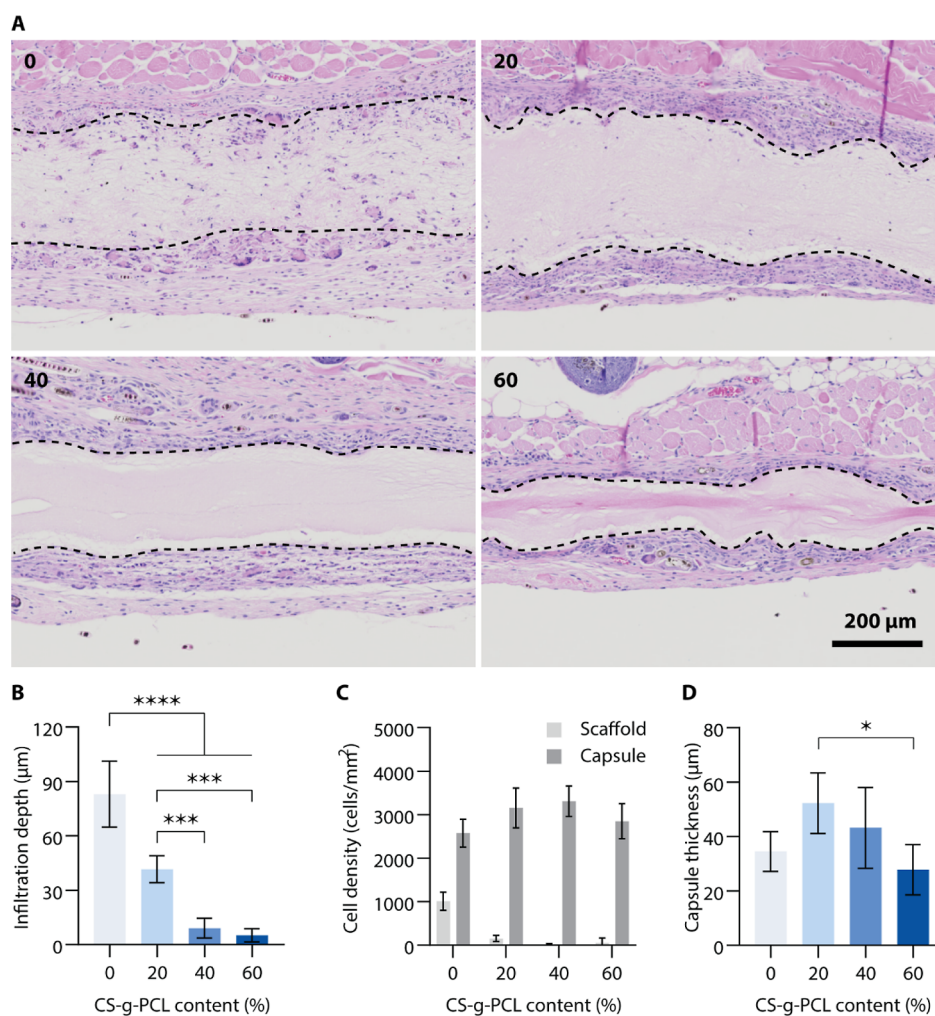 A
0
20
40
60
200 µm
B
****
***
***
Infiltration depth (µm)
120
90
60
30
0
0 20 40 60
CS-g-PCL content (%)
C
Scaffold
Capsule
Cell density (cells/mm²)
5000
4000
3000
2000
1000
0
0 20 40 60
CS-g-PCL content (%)
D
*
Capsule thickness (µm)
80
60
40
20
0
0 20 40 60
CS-g-PCL content (%)